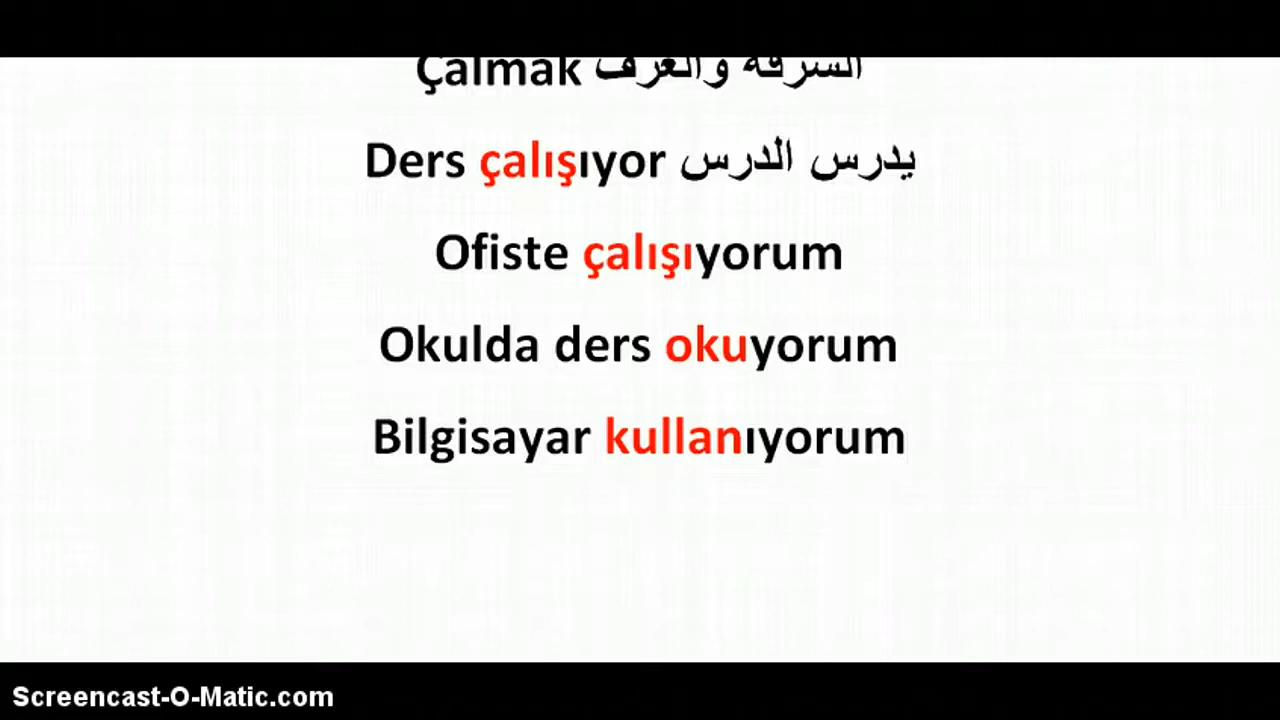 Çalmak السرقة والعزف
Ders çalışıyor يدرس الدرس
Ofiste çalışıyorum
Okulda ders okuyorum
Bilgisayar kullanıyorum
Screencast-O-Matic.com